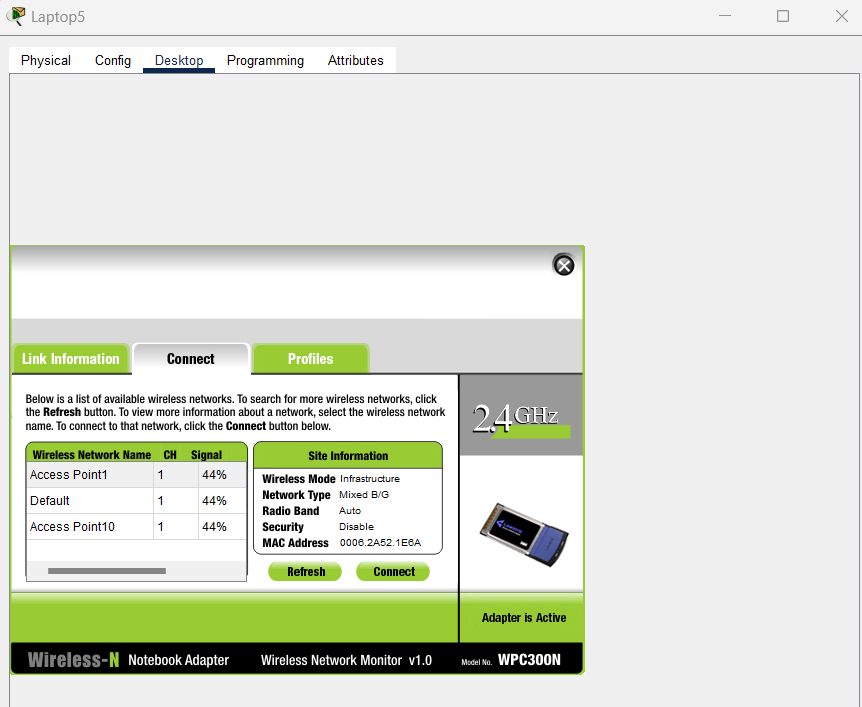 Laptop5
Physical Config Desktop Programming Attributes
Link Information Connect Profiles
Below is a list of available wireless networks. To search for more wireless networks, click
the Refresh button. To view more information about a network, select the wireless network
name. To connect to that network, click the Connect button below.
2.4GHz
Wireless Network Name CH Signal
Access Point1 1 44%
Default 1 44%
Access Point10 1 44%
Site Information
Wireless Mode Infrastructure
Network Type Mixed B/G
Radio Band Auto
Security Disable
MAC Address 0006.2A52.1E6A
Refresh Connect
Adapter is Active
Wireless-N Notebook Adapter Wireless Network Monitor v1.0 Model No. WPC300N